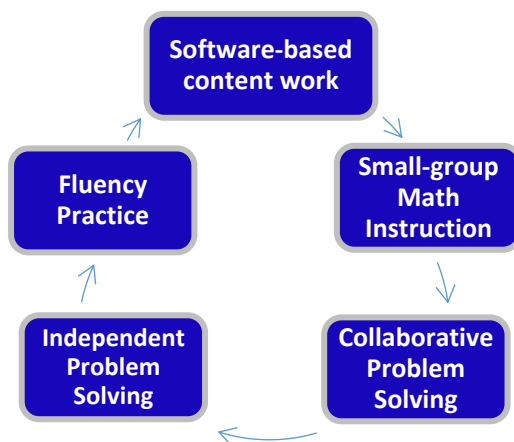 Software-based
content work
Small-group
Math
Instruction
Collaborative
Problem
Solving
Independent
Problem
Solving
Fluency
Practice